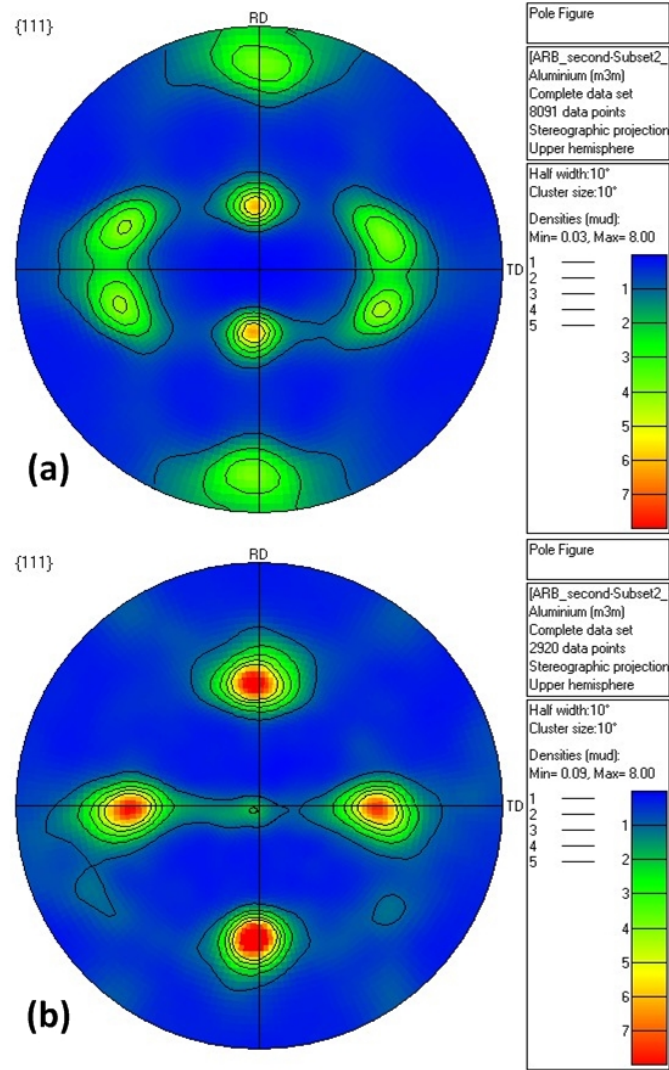 {111}
RD
TD
(a)
Pole Figure
[ARB_second-Subset2_
Aluminium (m3m)
Complete data set
8091 data points
Stereographic projection
Upper hemisphere
Half width:10°
Cluster size:10°
Densities (mud):
Min= 0.03, Max= 8.00
1
2
3
4
5
1
2
3
4
5
6
7
{111}
RD
TD
(b)
Pole Figure
[ARB_second-Subset2_
Aluminium (m3m)
Complete data set
2920 data points
Stereographic projection
Upper hemisphere
Half width:10°
Cluster size:10°
Densities (mud):
Min= 0.09, Max= 8.00
1
2
3
4
5
1
2
3
4
5
6
7